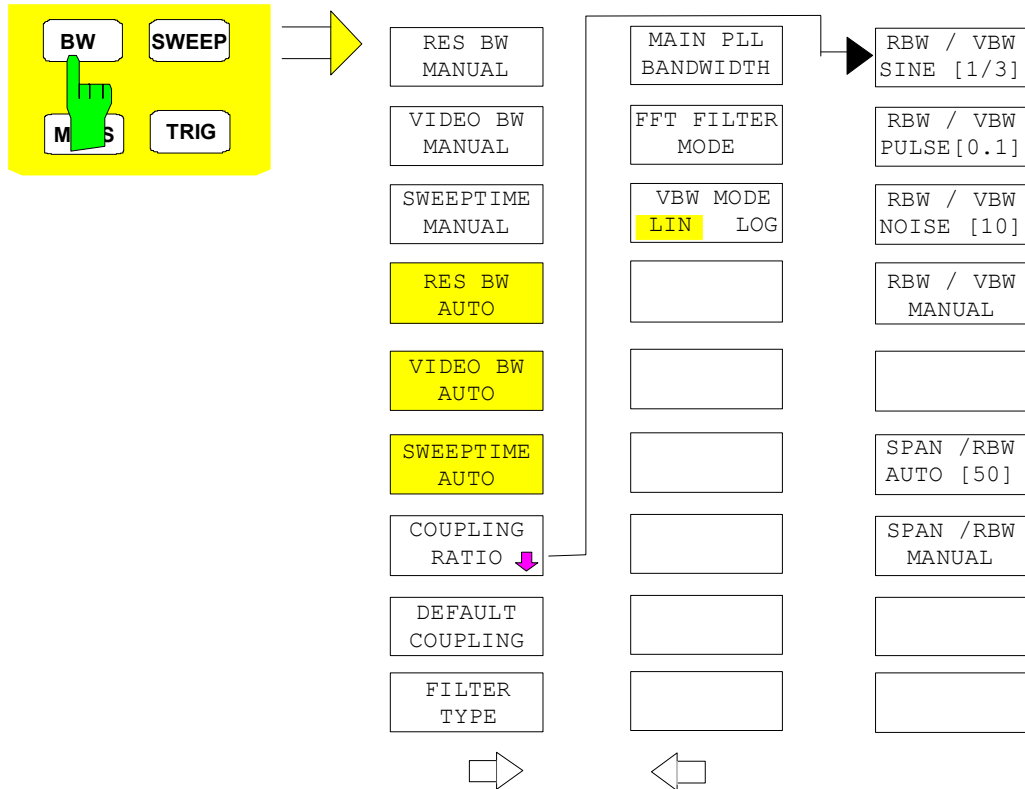 BW
SWEEP
TRIG
RES BW
MANUAL
VIDEO BW
MANUAL
SWEEPTIME
MANUAL
RES BW
AUTO
VIDEO BW
AUTO
SWEEPTIME
AUTO
COUPLING
RATIO
DEFAULT
COUPLING
FILTER
TYPE
MAIN PLL
BANDWIDTH
FFT FILTER
MODE
VBW MODE
LIN LOG
RBW / VBW
SINE [1/3]
RBW / VBW
PULSE[0.1]
RBW / VBW
NOISE [10]
RBW / VBW
MANUAL
SPAN /RBW
AUTO [50]
SPAN /RBW
MANUAL